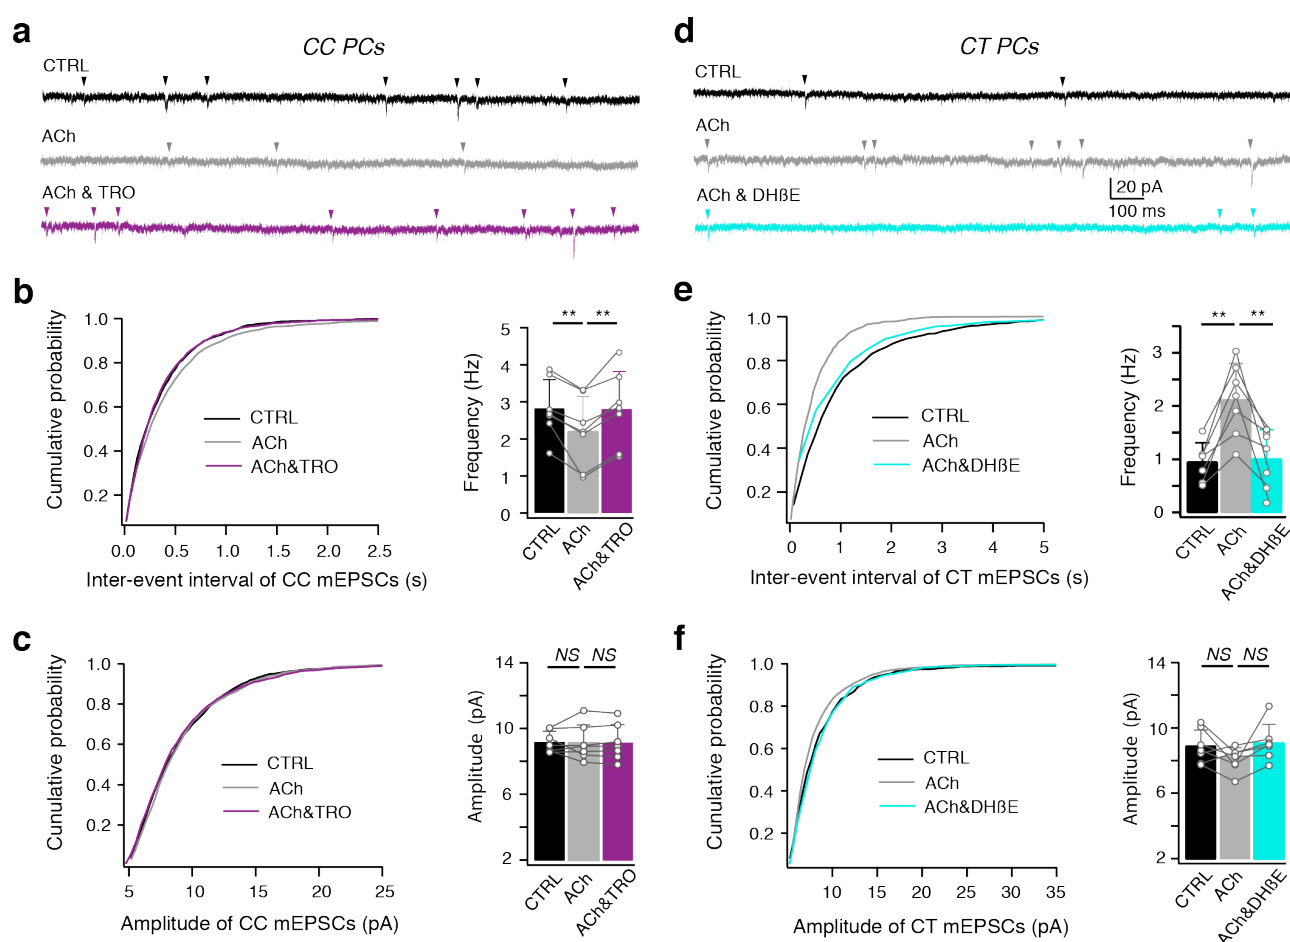 a
CC PCs
CTRL
ACh
ACh & TRO
d
CT PCs
CTRL
ACh
20 pA
100 ms
ACh & DHßE
b
Cumulative probability
1.0
0.8
0.6
0.4
0.2
0.0
0.5
1.0
1.5
2.0
2.5
CTRL
ACh
ACh&TRO
Inter-event interval of CC mEPSCs (s)
Frequency (Hz)
5
4
3
2
1
0
** **
CTRL
ACh
ACh&TRO
e
Cumulative probability
1.0
0.8
0.6
0.4
0.2
0
1
2
3
4
5
CTRL
ACh
ACh&DHßE
Inter-event interval of CT mEPSCs (s)
Frequency (Hz)
3
2
1
0
** **
CTRL
ACh
ACh&DHßE
c
Cunulative probability
1.0
0.8
0.6
0.4
0.2
5
10
15
20
25
CTRL
ACh
ACh&TRO
Amplitude of CC mEPSCs (pA)
Amplitude (pA)
14
10
6
2
NS NS
CTRL
ACh
ACh&TRO
f
Cunulative probability
1.0
0.8
0.6
0.4
0.2
10
15
20
25
30
35
CTRL
ACh
ACh&DHßE
Amplitude of CT mEPSCs (pA)
Amplitude (pA)
14
10
6
2
NS NS
CTRL
ACh
ACh&DHßE